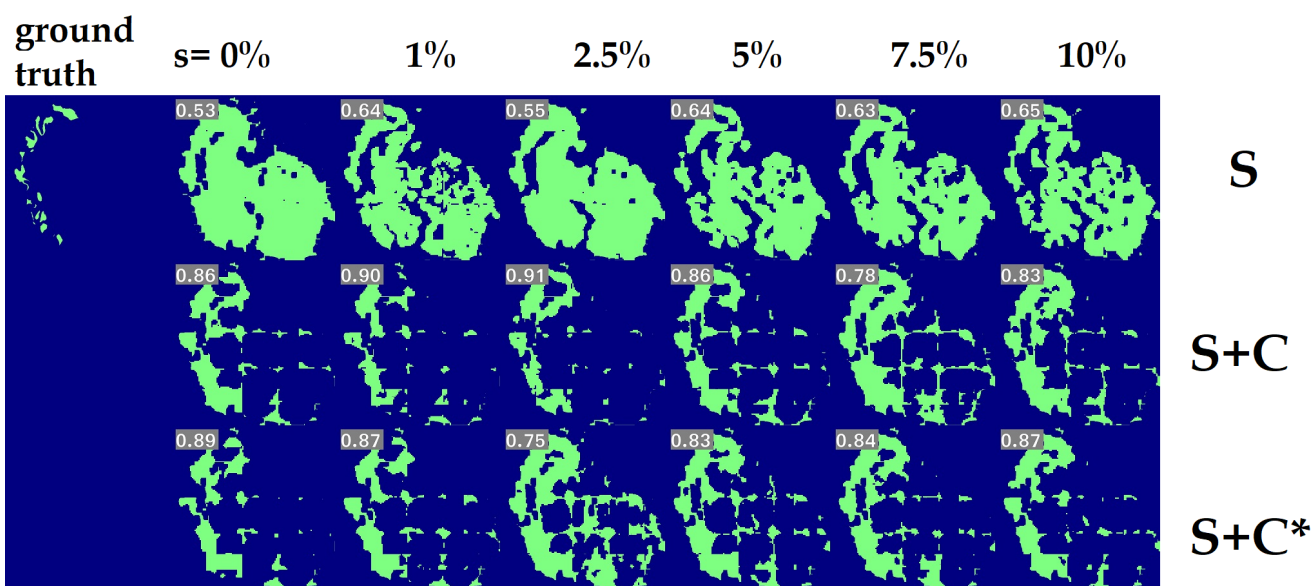 ground
truth
s= 0% 1% 2.5% 5% 7.5% 10%
0.53 0.64 0.55 0.64 0.63 0.65
S
0.86 0.90 0.91 0.86 0.78 0.83
S+C
0.89 0.87 0.75 0.83 0.84 0.87
S+C*